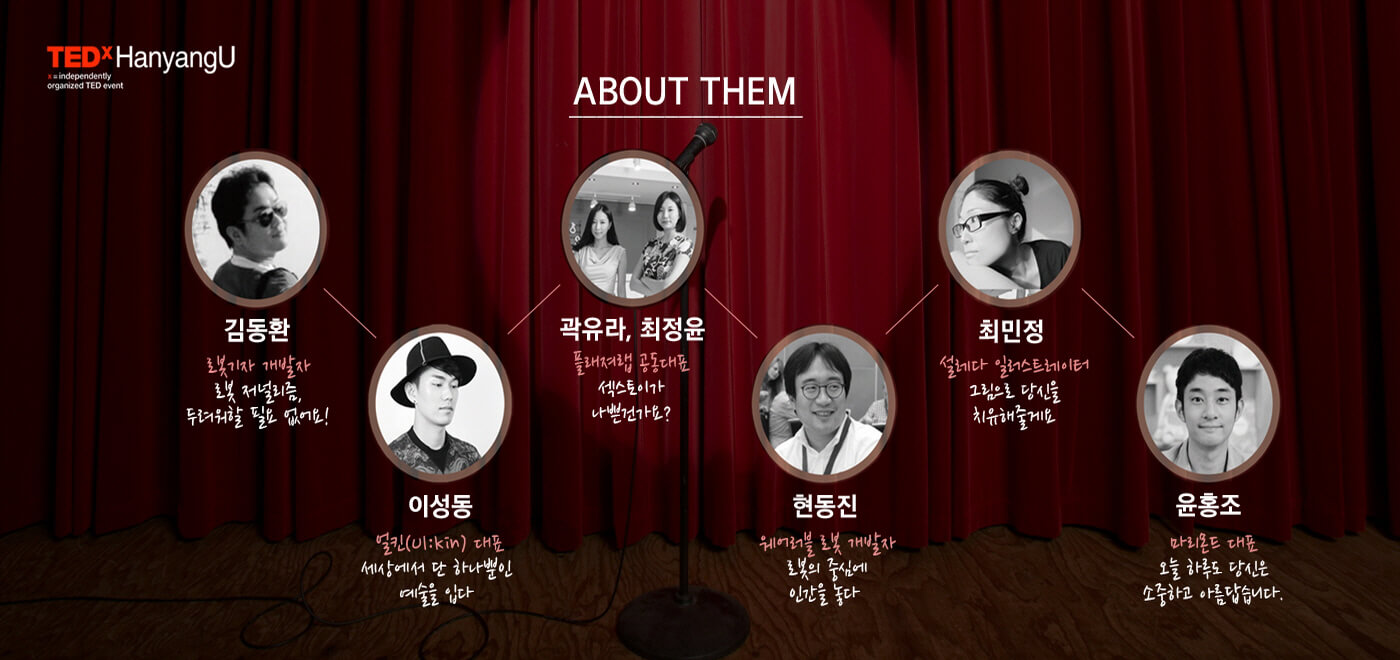 TEDxHanyangU
x = independently
organized TED event
ABOUT THEM
김동환
로봇기자 개발자
로봇 저널리즘,
두려워할 필요 없어요!
이성동
얼킨(Ul:kin) 대표
세상에서 단 하나뿐인
예술을 입다
곽유라, 최정윤
플래져랩 공동대표
섹스토이가
나쁜건가요?
현동진
웨어러블 로봇 개발자
로봇의 중심에
인간을 놓다
최민정
설레다 일러스트레이터
그림으로 당신을
치유해줄게요
윤홍조
마리몬드 대표
오늘 하루도 당신은
소중하고 아름답습니다.